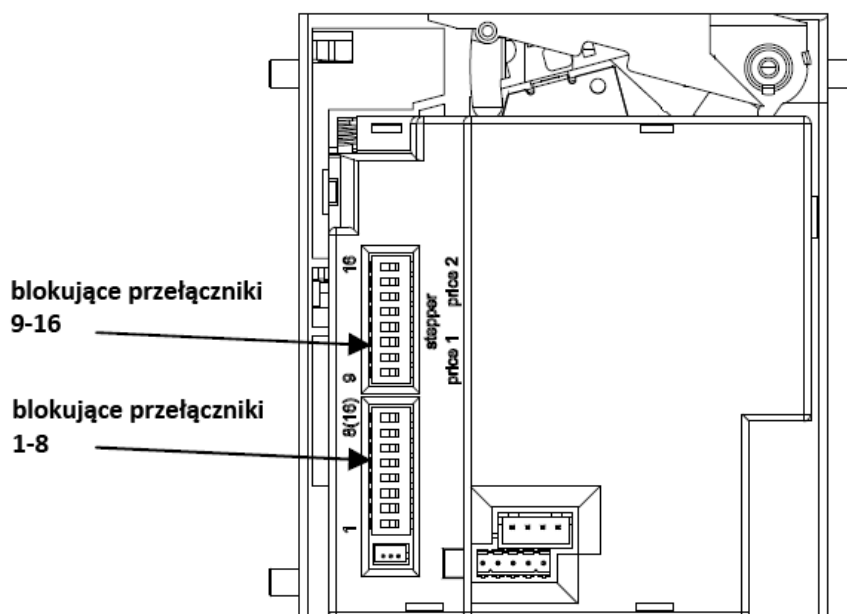 blokujące przełączniki
9-16
blokujące przełączniki
1-8
16
9
8(16)
1
stepper
price 1 price 2